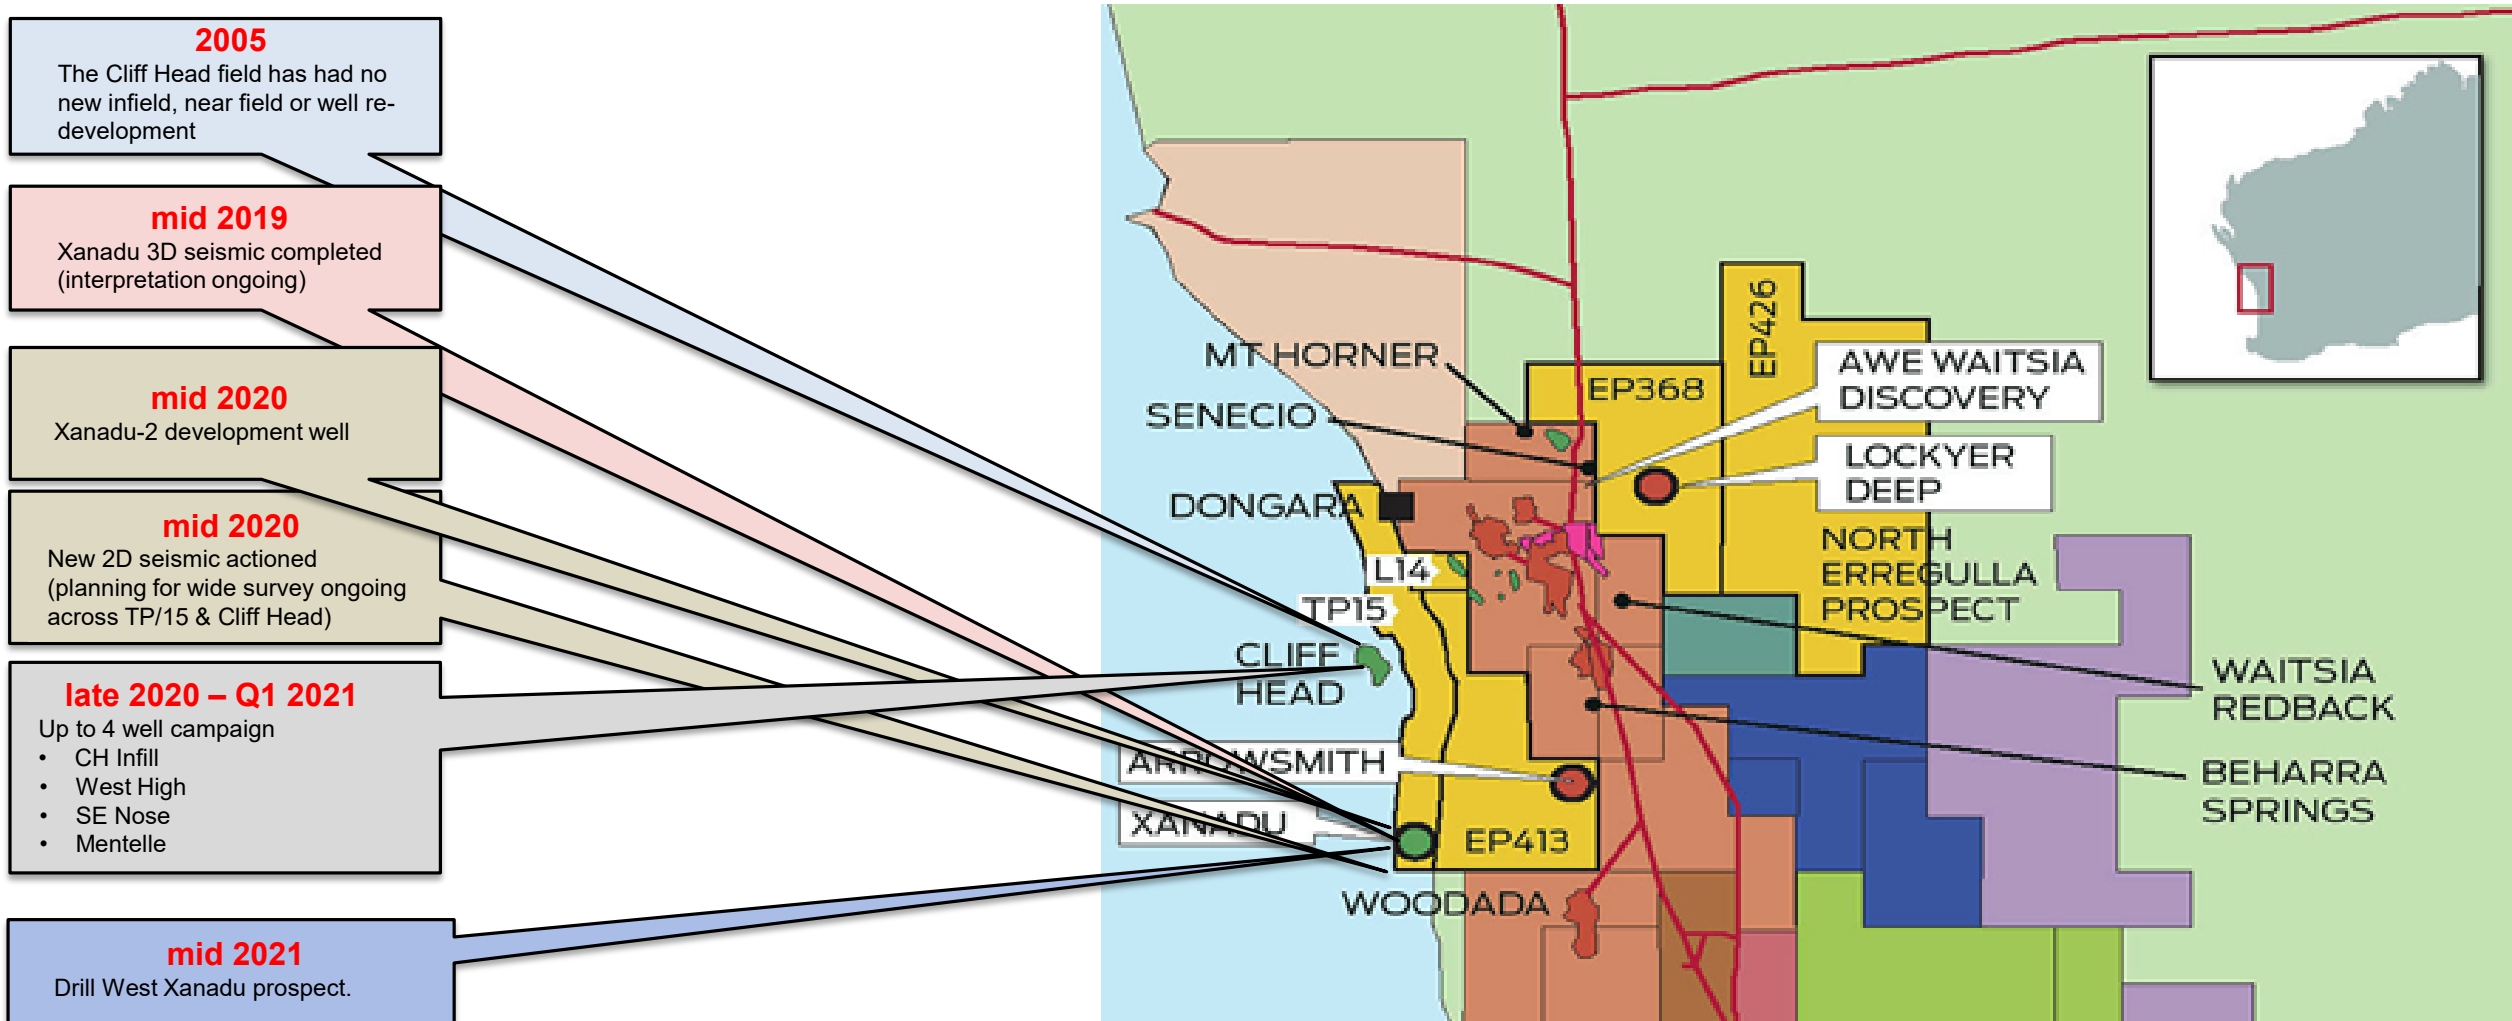 2005
The Cliff Head field has had no
new infield, near field or well re-
development
mid 2019
Xanadu 3D seismic completed
(interpretation ongoing)
mid 2020
Xanadu-2 development well
mid 2020
New 2D seismic actioned
(planning for wide survey ongoing
across TP/15 & Cliff Head)
late 2020 – Q1 2021
Up to 4 well campaign
• CH Infill
• West High
• SE Nose
• Mentelle
mid 2021
Drill West Xanadu prospect.
MT HORNER
SENECIO
DONGARA
L14
TP15
CLIFF
HEAD
ARROWSMITH
XANADU
EP413
WOODADA
EP368
EP426
AWE WAITSIA
DISCOVERY
LOCKYER
DEEP
NORTH
ERREGULLA
PROSPECT
WAITSIA
REDBACK
BEHARRA
SPRINGS